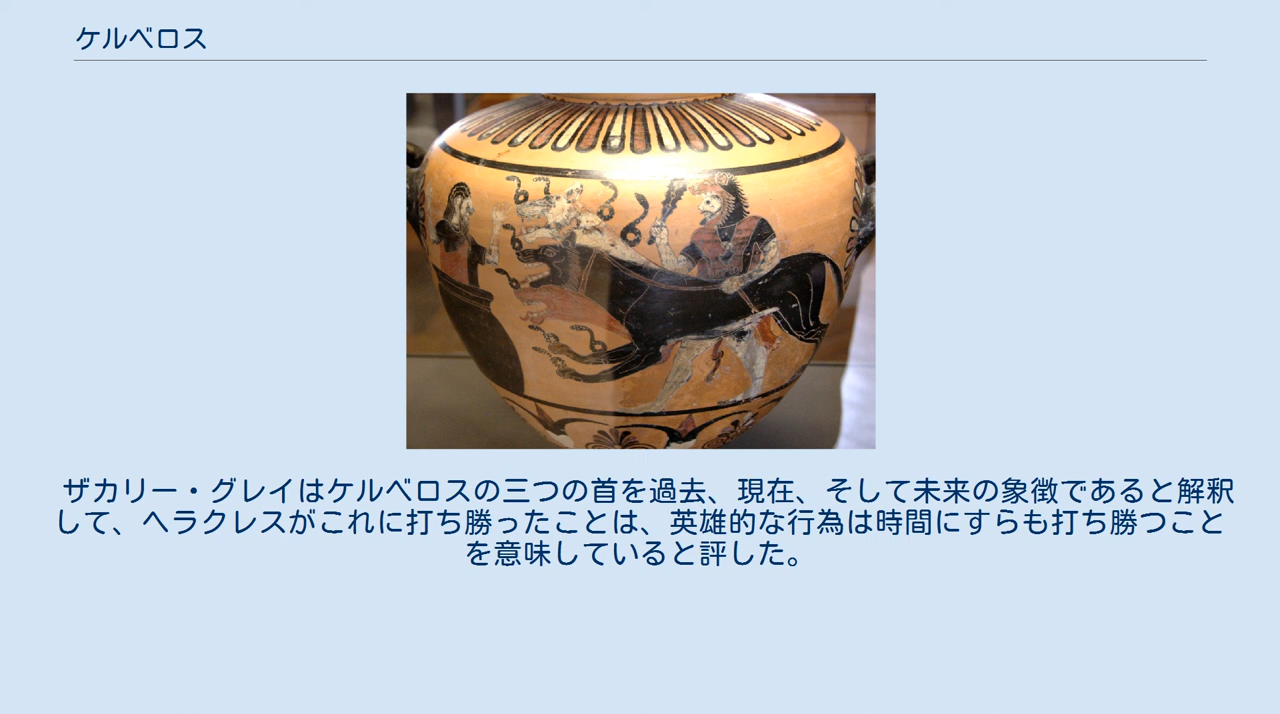 ケルベロス
ザカリー・グレイはケルベロスの三つの首を過去、現在、そして未来の象徴であると解釈
して、ヘラクレスがこれに打ち勝ったことは、英雄的な行為は時間にすらも打ち勝つこと
を意味していると評した。